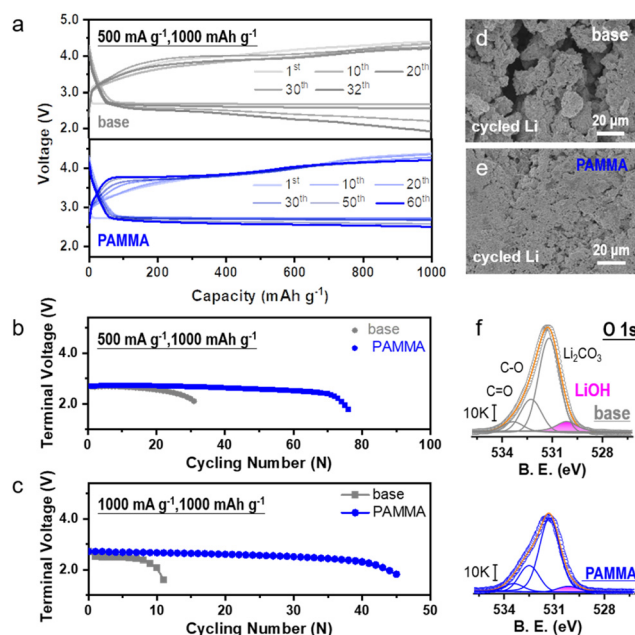 a
500 mA g⁻¹,1000 mAh g⁻¹
5.0
4.0
3.0
2.0
1ˢᵗ 10ᵗʰ 20ᵗʰ
30ᵗʰ 32ᵗʰ
base
4.0
3.0
2.0
1ˢᵗ 10ᵗʰ 20ᵗʰ
30ᵗʰ 50ᵗʰ 60ᵗʰ
PAMMA
Voltage (V)
0 200 400 600 800 1000
Capacity (mAh g⁻¹)
d
base
cycled Li
20 μm
e
PAMMA
cycled Li
20 μm
b
500 mA g⁻¹,1000 mAh g⁻¹
base
PAMMA
Terminal Voltage (V)
4.0
2.0
0 20 40 60 80 100
Cycling Number (N)
c
1000 mA g⁻¹,1000 mAh g⁻¹
base
PAMMA
Terminal Voltage (V)
4.0
2.0
0 10 20 30 40 50
Cycling Number (N)
f
O 1s
Li₂CO₃
C-O
C=O
LiOH
10K
base
534 531 528
B. E. (eV)
10K
PAMMA
534 531 528
B. E. (eV)